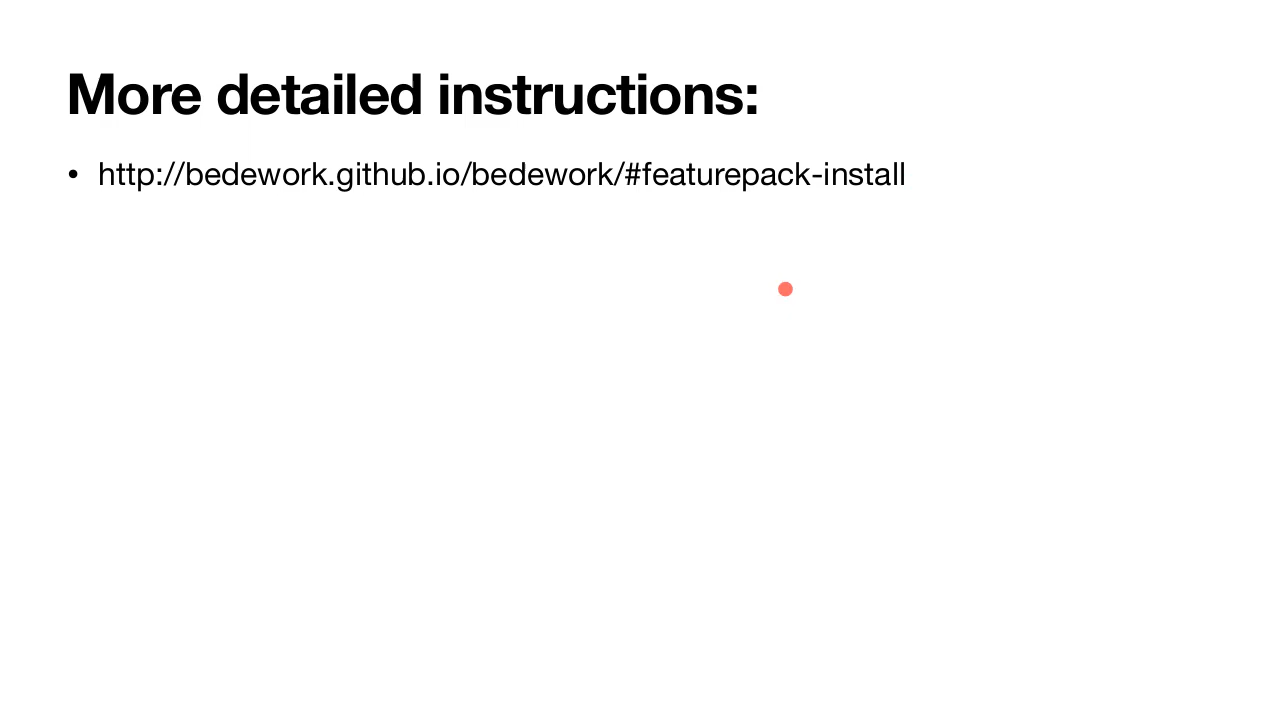 More detailed instructions:
• http://bedework.github.io/bedework/#featurepack-install